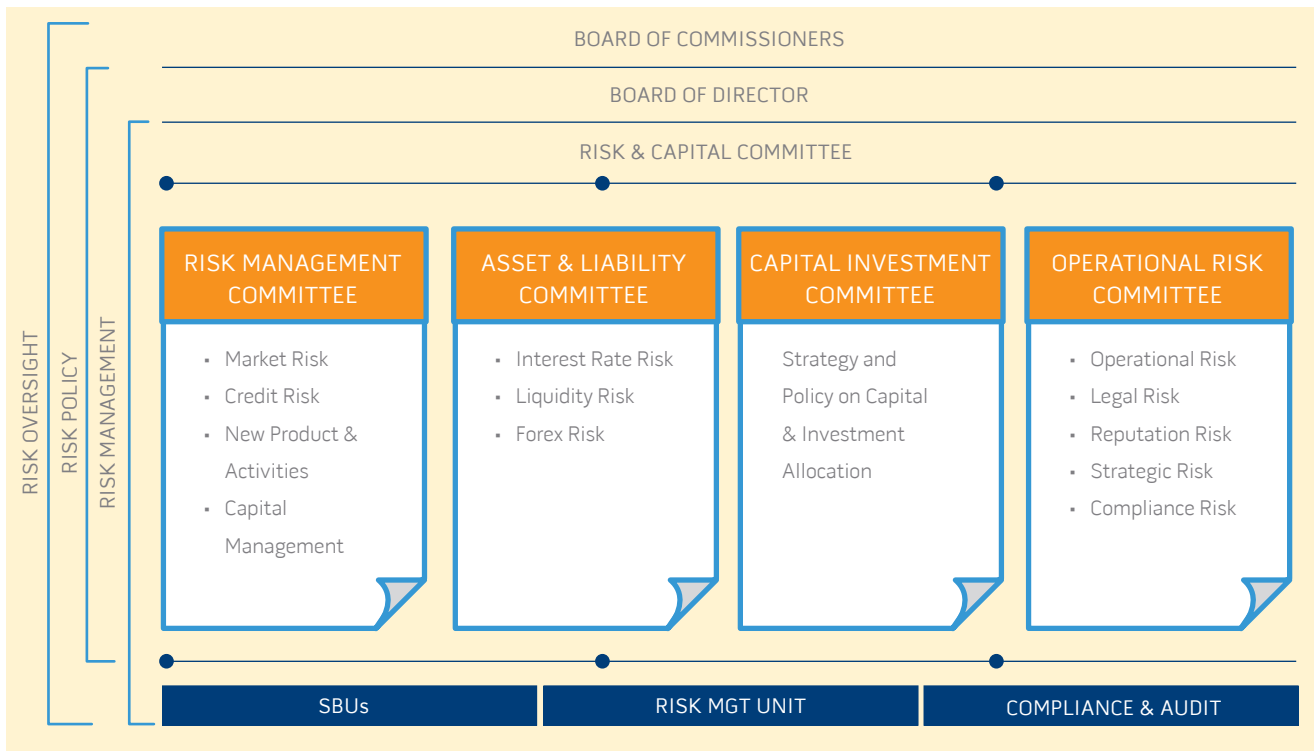 BOARD OF COMMISSIONERS
BOARD OF DIRECTOR
RISK & CAPITAL COMMITTEE
RISK OVERSIGHT
RISK POLICY
RISK MANAGEMENT
RISK MANAGEMENT
COMMITTEE
▪ Market Risk
▪ Credit Risk
▪ New Product &
Activities
▪ Capital
Management
ASSET & LIABILITY
COMMITTEE
▪ Interest Rate Risk
▪ Liquidity Risk
▪ Forex Risk
CAPITAL INVESTMENT
COMMITTEE
Strategy and
Policy on Capital
& Investment
Allocation
OPERATIONAL RISK
COMMITTEE
▪ Operational Risk
▪ Legal Risk
▪ Reputation Risk
▪ Strategic Risk
▪ Compliance Risk
SBUs
RISK MGT UNIT
COMPLIANCE & AUDIT